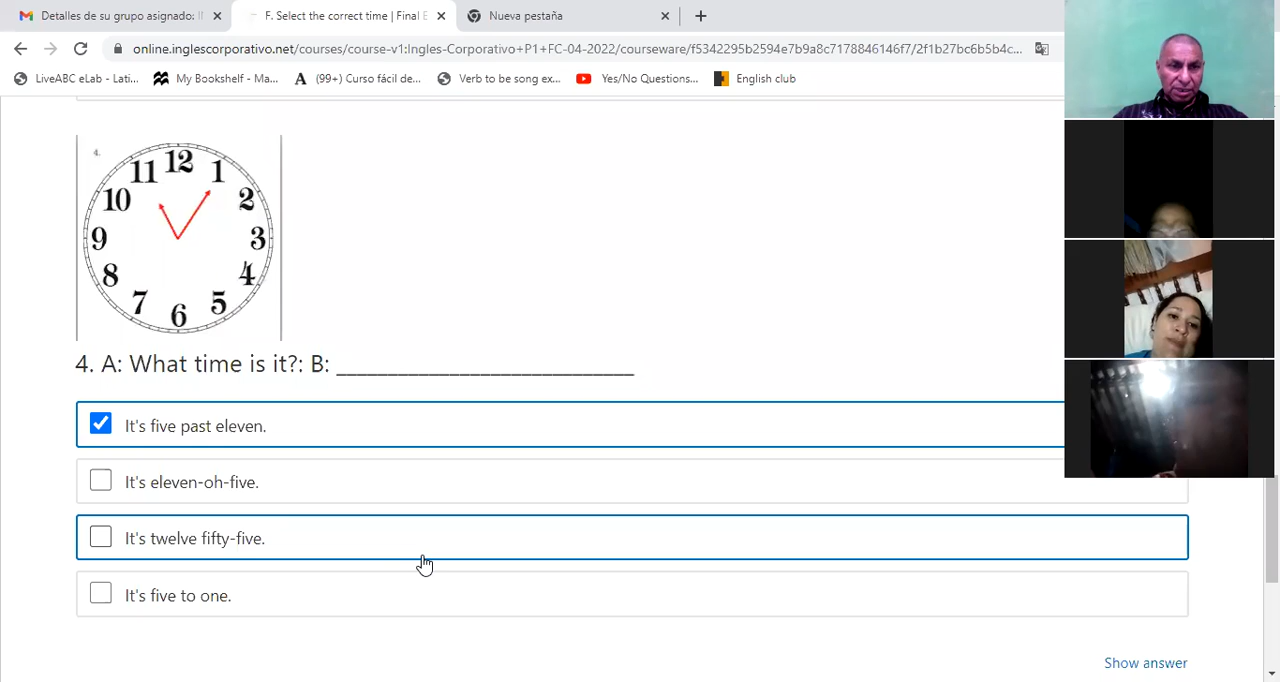 Detalles de su grupo asignado: I
F. Select the correct time | Final E
Nueva pestaña
online.inglescorporativo.net/courses/course-v1:Ingles-Corporativo+P1+FC-04-2022/courseware/f5342295b2594e7b9a8c7178846146f7/2f1b27bc6b5b4c...
LiveABC eLab - Lati...
My Bookshelf - Ma...
(99+) Curso fácil de...
Verb to be song ex...
Yes/No Questions...
English club
4.
12
11 1
10 2
9 3
8 4
7 5
6
4. A: What time is it?: B: ____________________________
It's five past eleven.
It's eleven-oh-five.
It's twelve fifty-five.
It's five to one.
Show answer